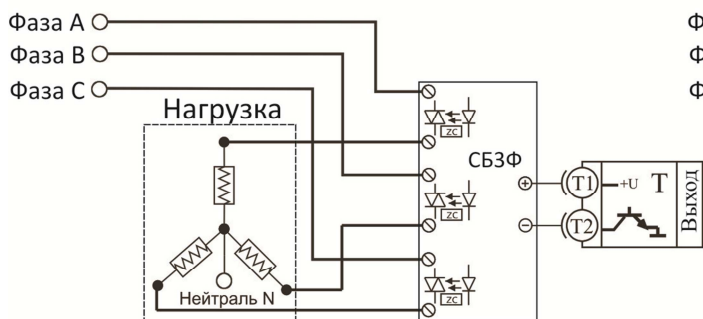 Фаза A
Ф
Фаза B
Ф
Фаза C
Ф
Нагрузка
zc
СБ3Ф
zc
T1
+U
T
Выход
T2
Нейтраль N
zc